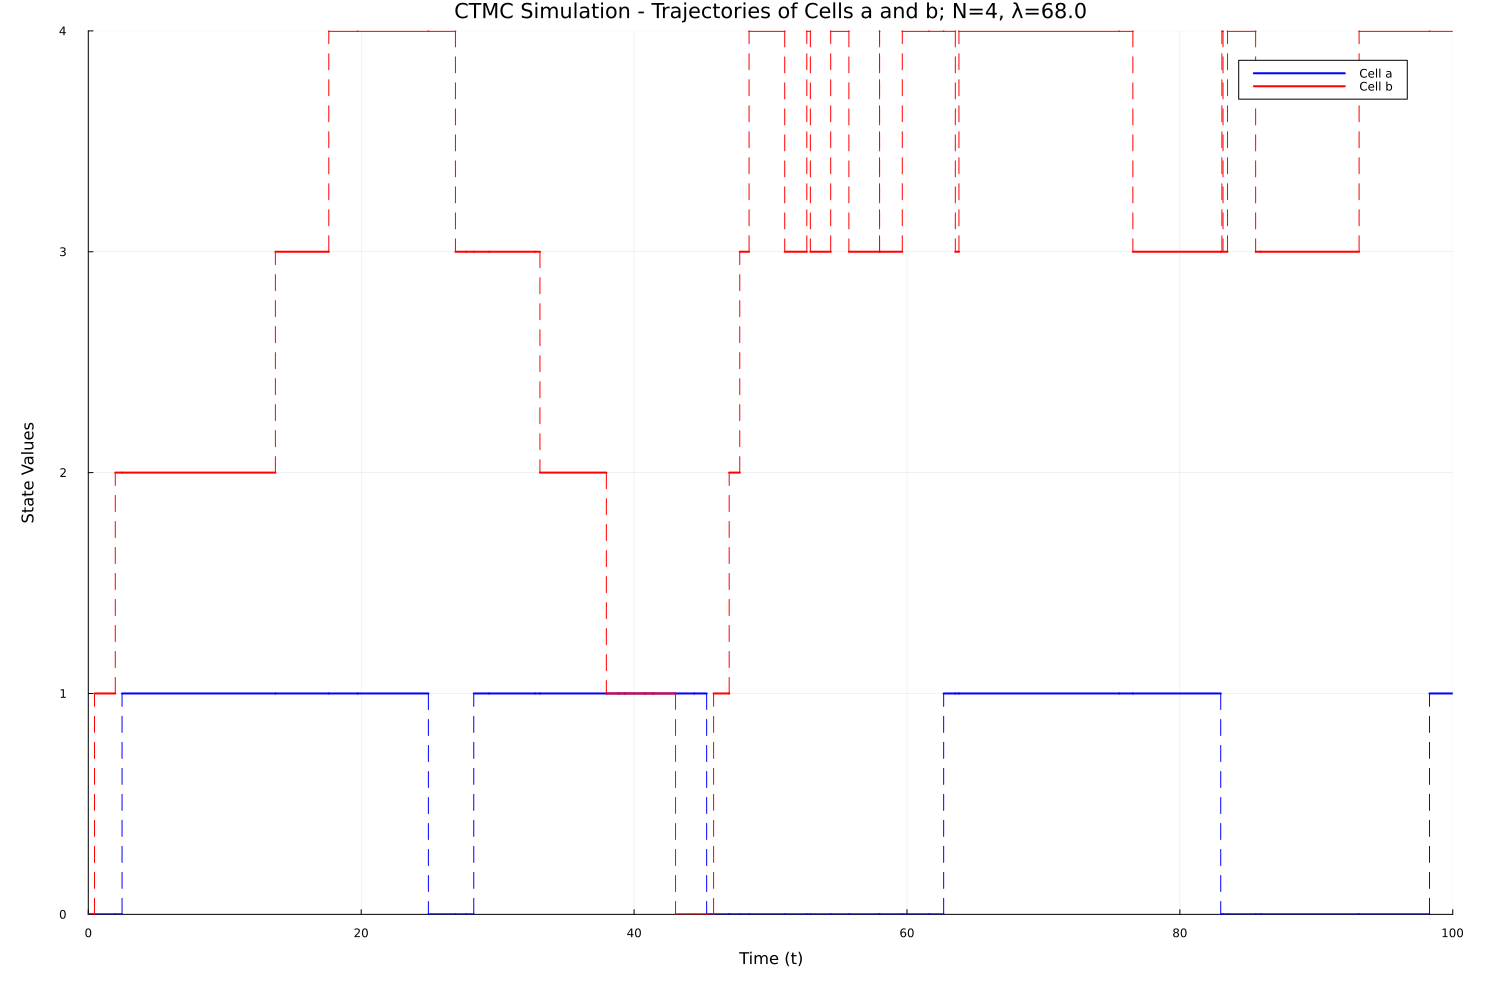 CTMC Simulation - Trajectories of Cells a and b; N=4, λ=68.0
4
Cell a
Cell b
3
State Values
2
1
0
0 20 40 60 80 100
Time (t)